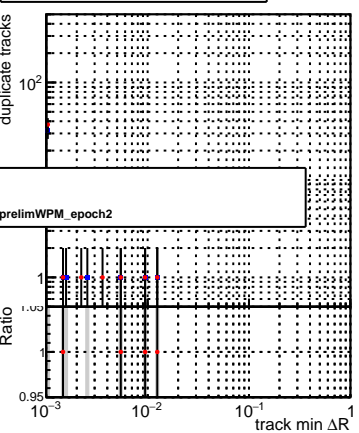 duplicate tracks
10²
prelimWPM_epoch2
1
1.05
Ratio
1
0.95
10⁻³ 10⁻² 10⁻¹ 1
track min ΔR